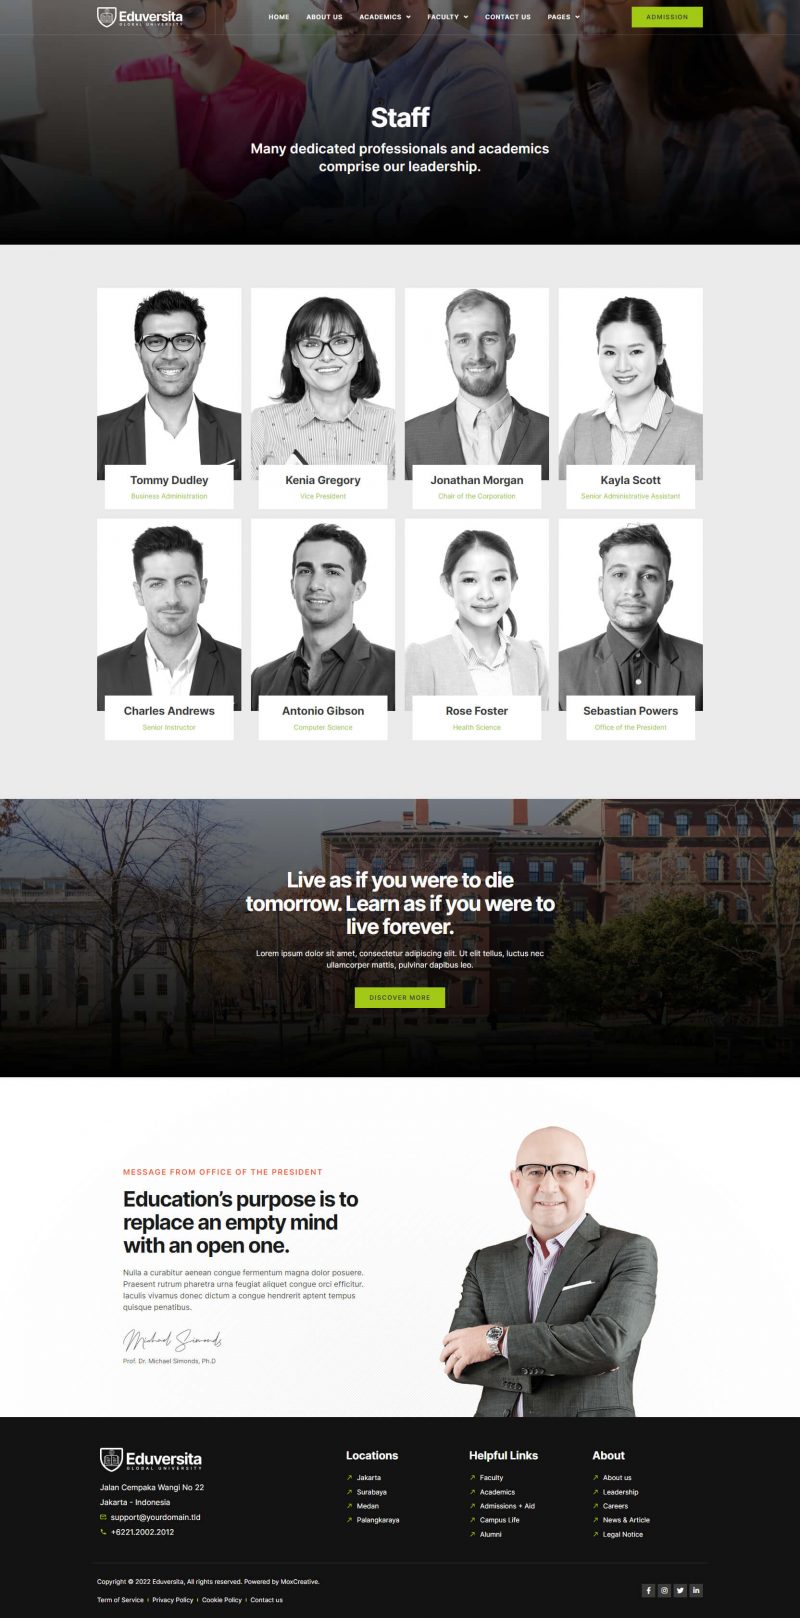 Eduversita
GLOBAL UNIVERSITY
HOME ABOUT US ACADEMICS FACULTY CONTACT US PAGES
ADMISSION
Staff
Many dedicated professionals and academics
comprise our leadership.
Tommy Dudley
Business Administration
Kenia Gregory
Vice President
Jonathan Morgan
Chair of the Corporation
Kayla Scott
Senior Administrative Assistant
Charles Andrews
Senior Instructor
Antonio Gibson
Computer Science
Rose Foster
Health Science
Sebastian Powers
Office of the President
Live as if you were to die
tomorrow. Learn as if you were to
live forever.
Lorem ipsum dolor sit amet, consectetur adipiscing elit. Ut elit tellus, luctus nec
ullamcorper mattis, pulvinar dapibus leo.
DISCOVER MORE
MESSAGE FROM OFFICE OF THE PRESIDENT
Education's purpose is to
replace an empty mind
with an open one.
Nulla a curabitur aenean congue fermentum magna dolor posuere.
Praesent rutrum pharetra urna feugiat aliquet congue orci efficitur.
Iaculis vivamus donec dictum a congue hendrerit aptent tempus
quisque penatibus.
Michael Simonds
Prof. Dr. Michael Simonds, Ph.D
Eduversita
GLOBAL UNIVERSITY
Jalan Cempaka Wangi No 22
Jakarta - Indonesia
support@yourdomain.tld
+6221.2002.2012
Locations
Jakarta
Surabaya
Medan
Palangkaraya
Helpful Links
Faculty
Academics
Admissions + Aid
Campus Life
Alumni
About
About us
Leadership
Careers
News & Article
Legal Notice
Copyright © 2022 Eduversita, All rights reserved. Powered by MoxCreative.
Term of Service Privacy Policy Cookie Policy Contact us